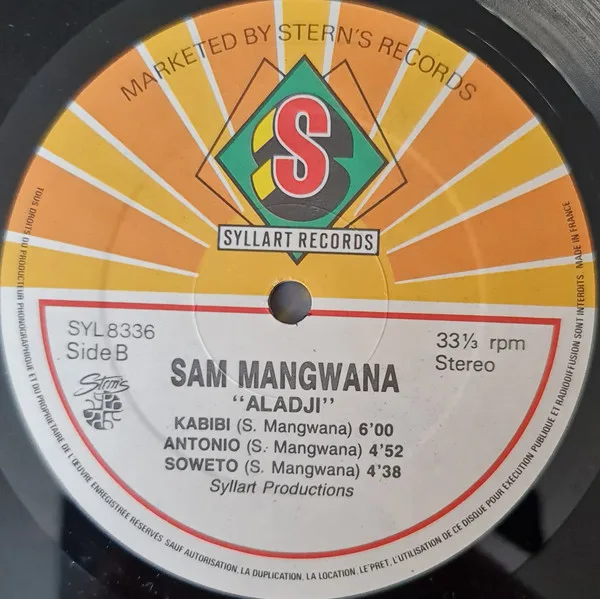 MARKETED BY STERN'S RECORDS
S
SYLLART RECORDS
SYL 8336
Side B
33⅓ rpm
Stereo
Stern's
SAM MANGWANA
"ALADJI"
KABIBI (S. Mangwana) 6'00
ANTONIO (S. Mangwana) 4'52
SOWETO (S. Mangwana) 4'38
Syllart Productions
TOUS DROITS DU PRODUCTEUR PHONOGRAPHIQUE ET DU PROPRIETAIRE DE L'ŒUVRE ENREGISTREE RESERVES SAUF AUTORISATION, LA DUPLICATION, LA LOCATION, LE PRET, L'UTILISATION DE CE DISQUE POUR EXÉCUTION PUBLIQUE ET RADIODIFFUSION SONT INTERDITS MADE IN FRANCE